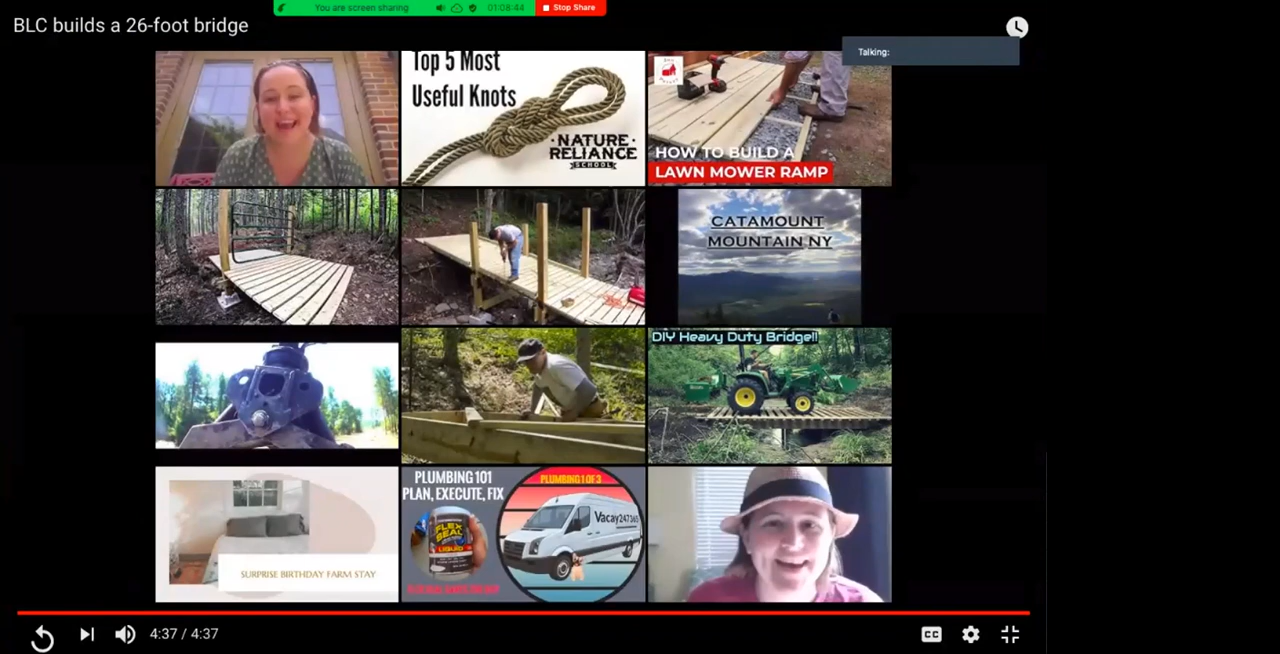 You are screen sharing
01:08:44
Stop Share
BLC builds a 26-foot bridge
Talking:
Top 5 Most
Useful Knots
· NATURE ·
RELIANCE
SCHOOL
HOW TO BUILD A
LAWN MOWER RAMP
CATAMOUNT
MOUNTAIN NY
DIY Heavy Duty Bridge!!
SURPRISE BIRTHDAY FARM STAY
PLUMBING 101
PLAN, EXECUTE, FIX
FLEX
SEAL
LIQUID
PLUMBING 1 OF 3
Vacay247365
4:37 / 4:37
CC